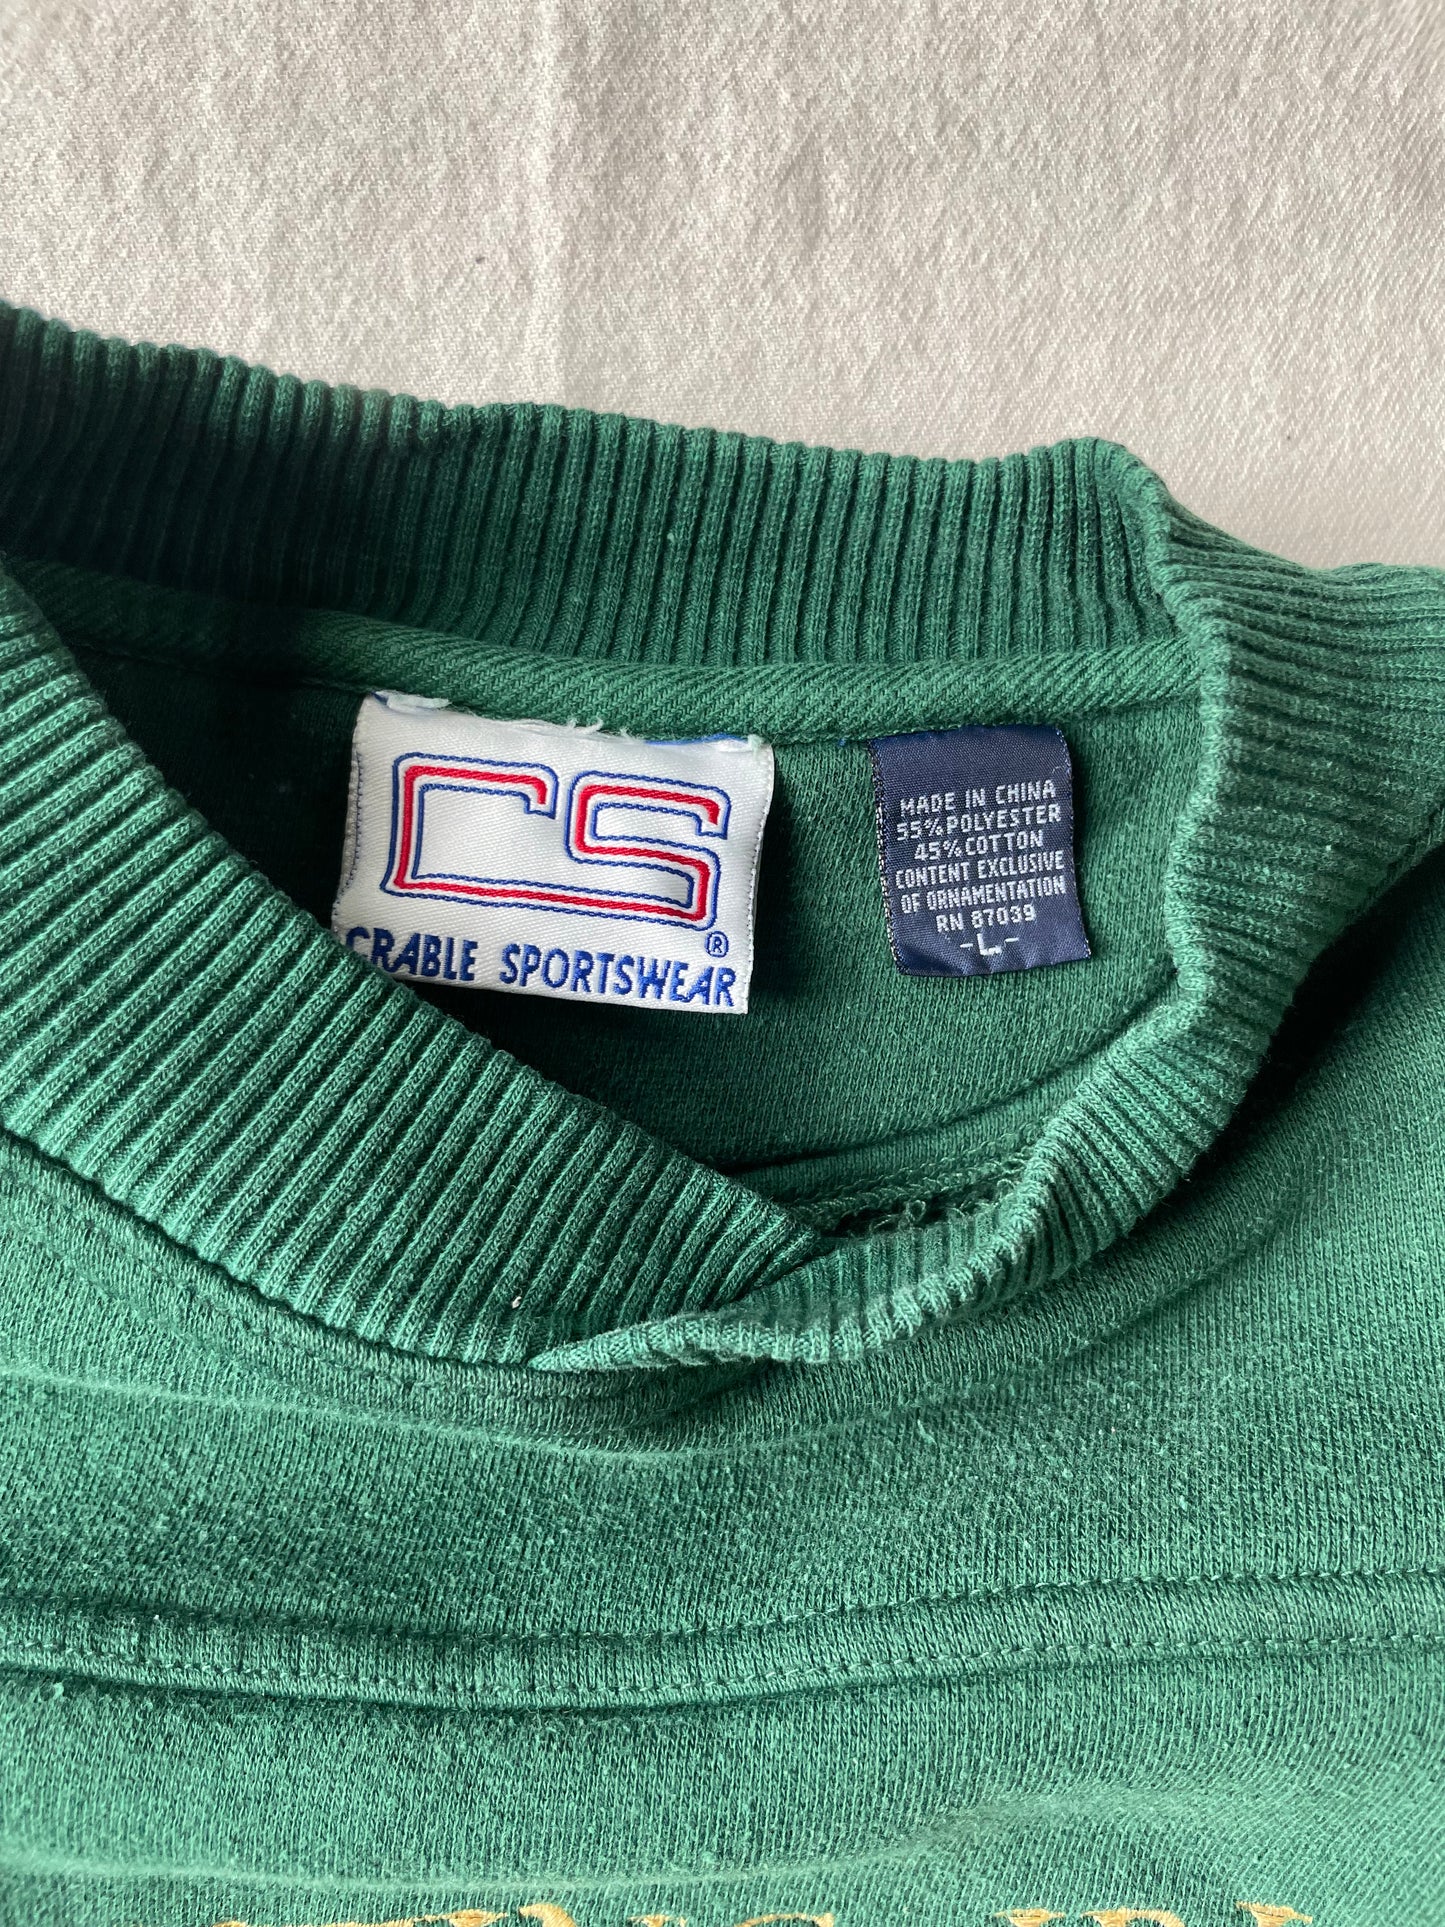 CS
®
CRABLE SPORTSWEAR
MADE IN CHINA
55% POLYESTER
45% COTTON
CONTENT EXCLUSIVE
OF ORNAMENTATION
RN 87039
-L-